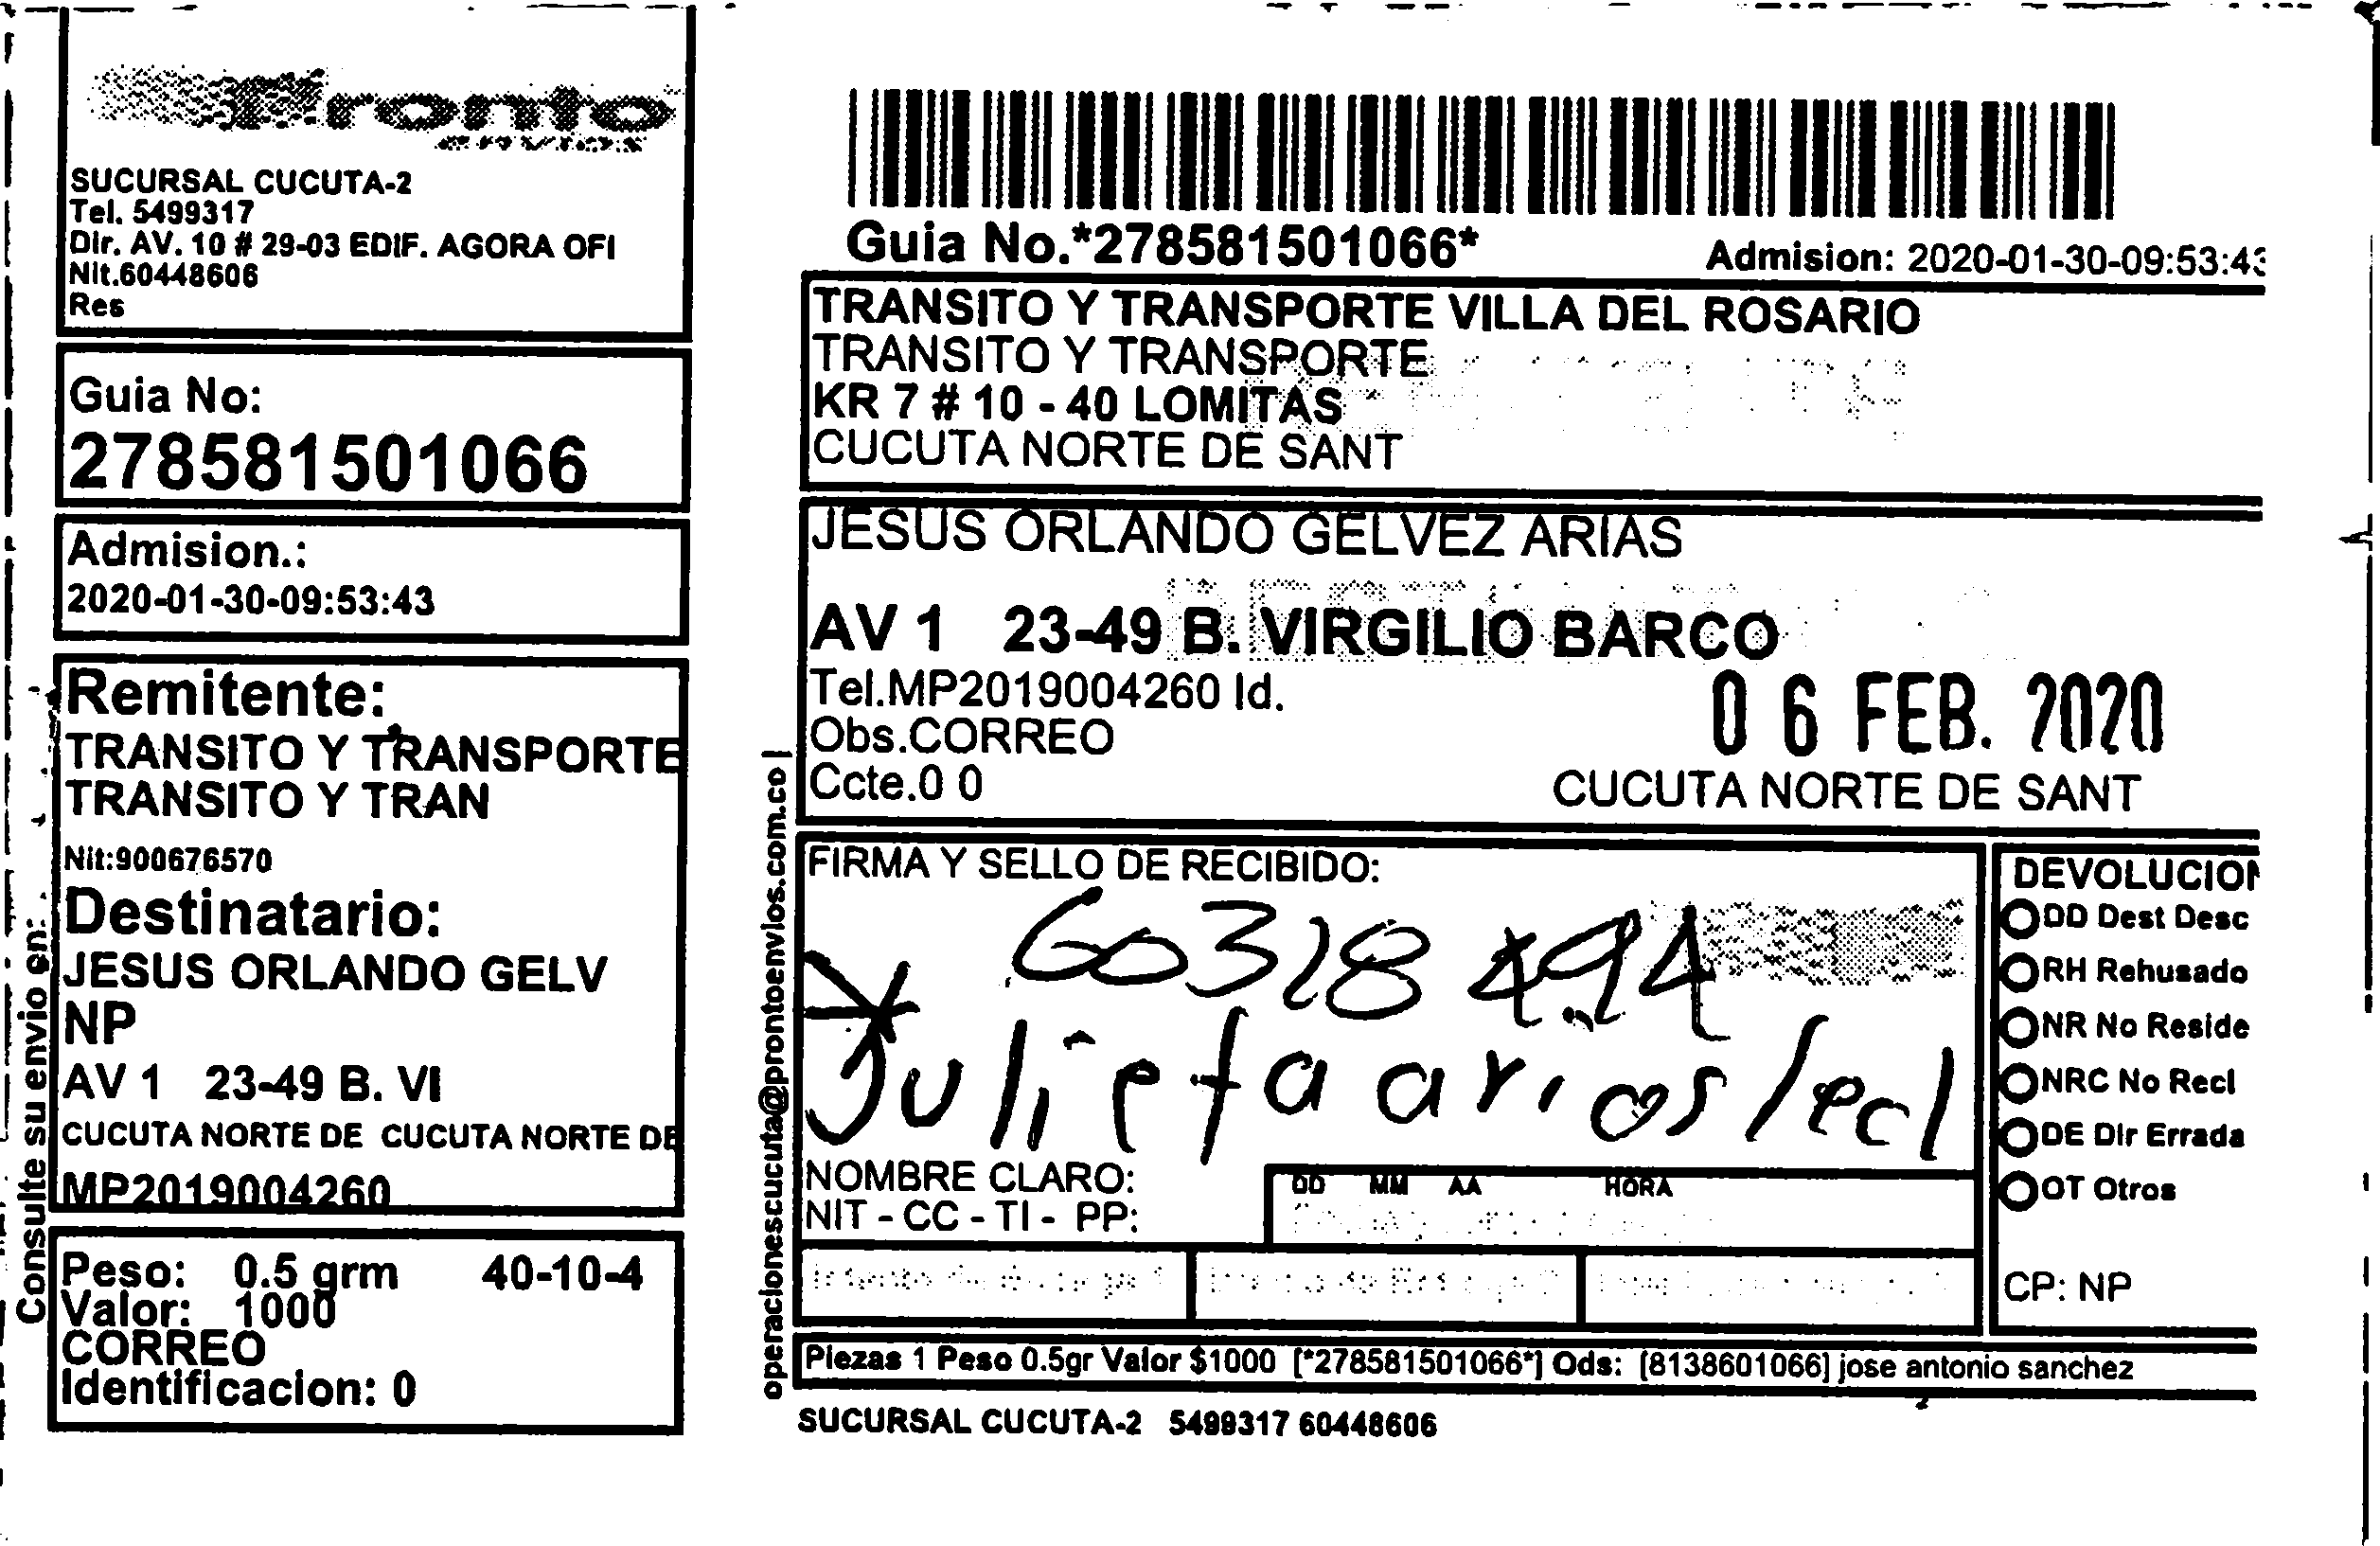 Pronto
envios
SUCURSAL CUCUTA-2
Tel. 5499317
Dir. AV. 10 # 29-03 EDIF. AGORA OFI
Nit.60448606
Res
Guia No:
278581501066
Admision.:
2020-01-30-09:53:43
Remitente:
TRANSITO Y TRANSPORTE
TRANSITO Y TRAN
Nit:900676570
Destinatario:
JESUS ORLANDO GELV
NP
AV 1 23-49 B. VI
CUCUTA NORTE DE CUCUTA NORTE DE
MP2019004260
Peso: 0.5 grm 40-10-4
Valor: 1000
CORREO
Identificacion: 0
Consulte su envio en:
operacionescucuta@prontoenvios.com.co |
Guia No.*278581501066*
Admision: 2020-01-30-09:53:43
TRANSITO Y TRANSPORTE VILLA DEL ROSARIO
TRANSITO Y TRANSPORTE
KR 7 # 10 - 40 LOMITAS
CUCUTA NORTE DE SANT
JESUS ORLANDO GELVEZ ARIAS
AV 1 23-49 B. VIRGILIO BARCO
Tel.MP2019004260 Id.
Obs.CORREO
06 FEB. 2020
Ccte.0 0
CUCUTA NORTE DE SANT
FIRMA Y SELLO DE RECIBIDO:
60318494
Julieta arias
NOMBRE CLARO:
NIT - CC - TI - PP:
DD MM AA HORA
DEVOLUCION
DD Dest Desc
RH Rehusado
NR No Reside
NRC No Recl
DE Dir Errada
OT Otros
CP: NP
Piezas 1 Peso 0.5gr Valor $1000 [*278581501066*] Ods: [8138601066] jose antonio sanchez
SUCURSAL CUCUTA-2 5499317 60448606